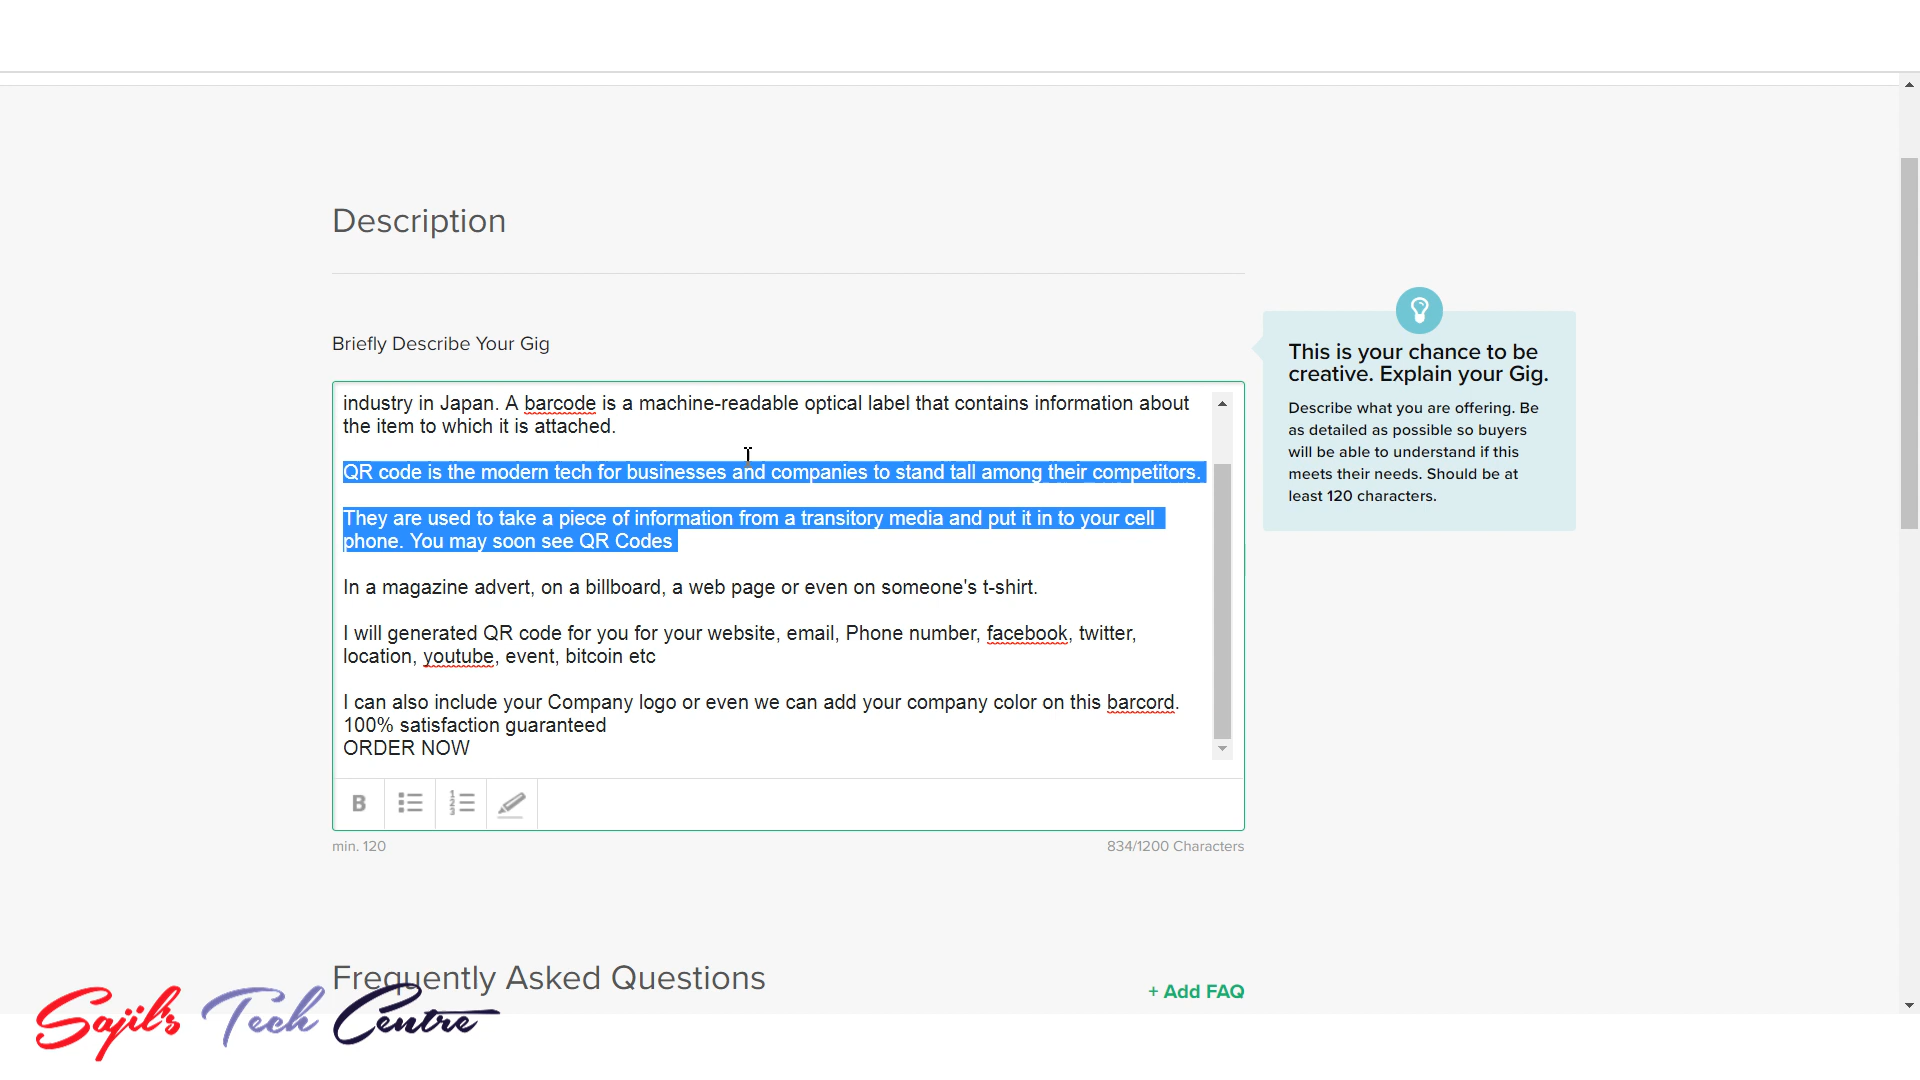 Description
Briefly Describe Your Gig
industry in Japan. A barcode is a machine-readable optical label that contains information about
the item to which it is attached.
QR code is the modern tech for businesses and companies to stand tall among their competitors.
They are used to take a piece of information from a transitory media and put it in to your cell
phone. You may soon see QR Codes
In a magazine advert, on a billboard, a web page or even on someone's t-shirt.
I will generated QR code for you for your website, email, Phone number, facebook, twitter,
location, youtube, event, bitcoin etc
I can also include your Company logo or even we can add your company color on this barcord.
100% satisfaction guaranteed
ORDER NOW
B
min. 120
834/1200 Characters
This is your chance to be
creative. Explain your Gig.
Describe what you are offering. Be
as detailed as possible so buyers
will be able to understand if this
meets their needs. Should be at
least 120 characters.
Frequently Asked Questions
+ Add FAQ
Sajil's Tech Centre